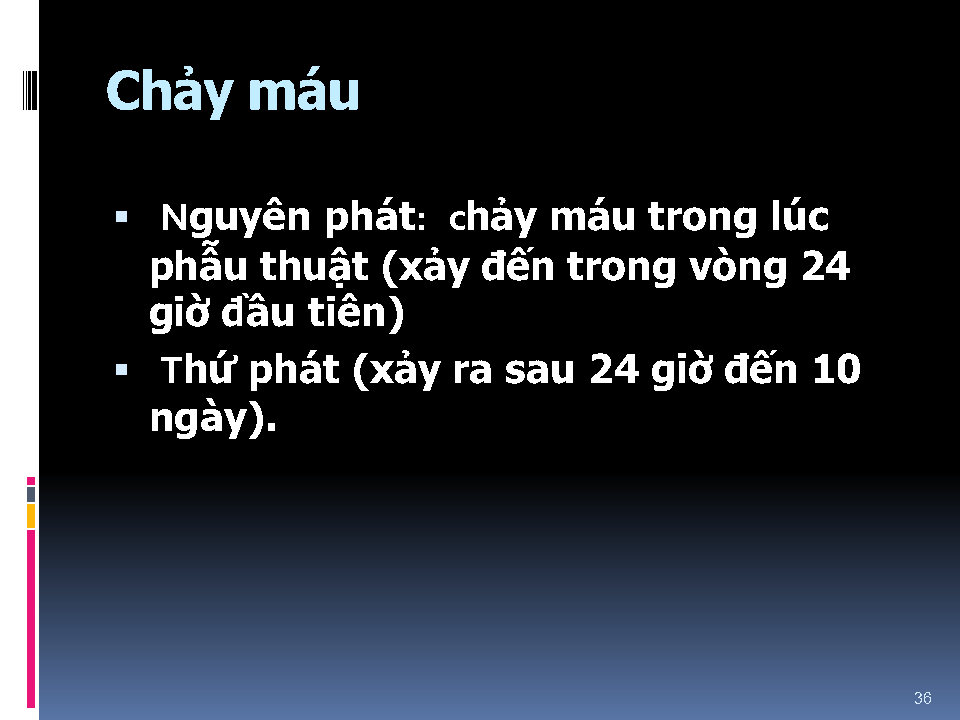 Chảy máu
▪ Nguyên phát: chảy máu trong lúc
phẫu thuật (xảy đến trong vòng 24
giờ đầu tiên)
▪ Thứ phát (xảy ra sau 24 giờ đến 10
ngày).
36